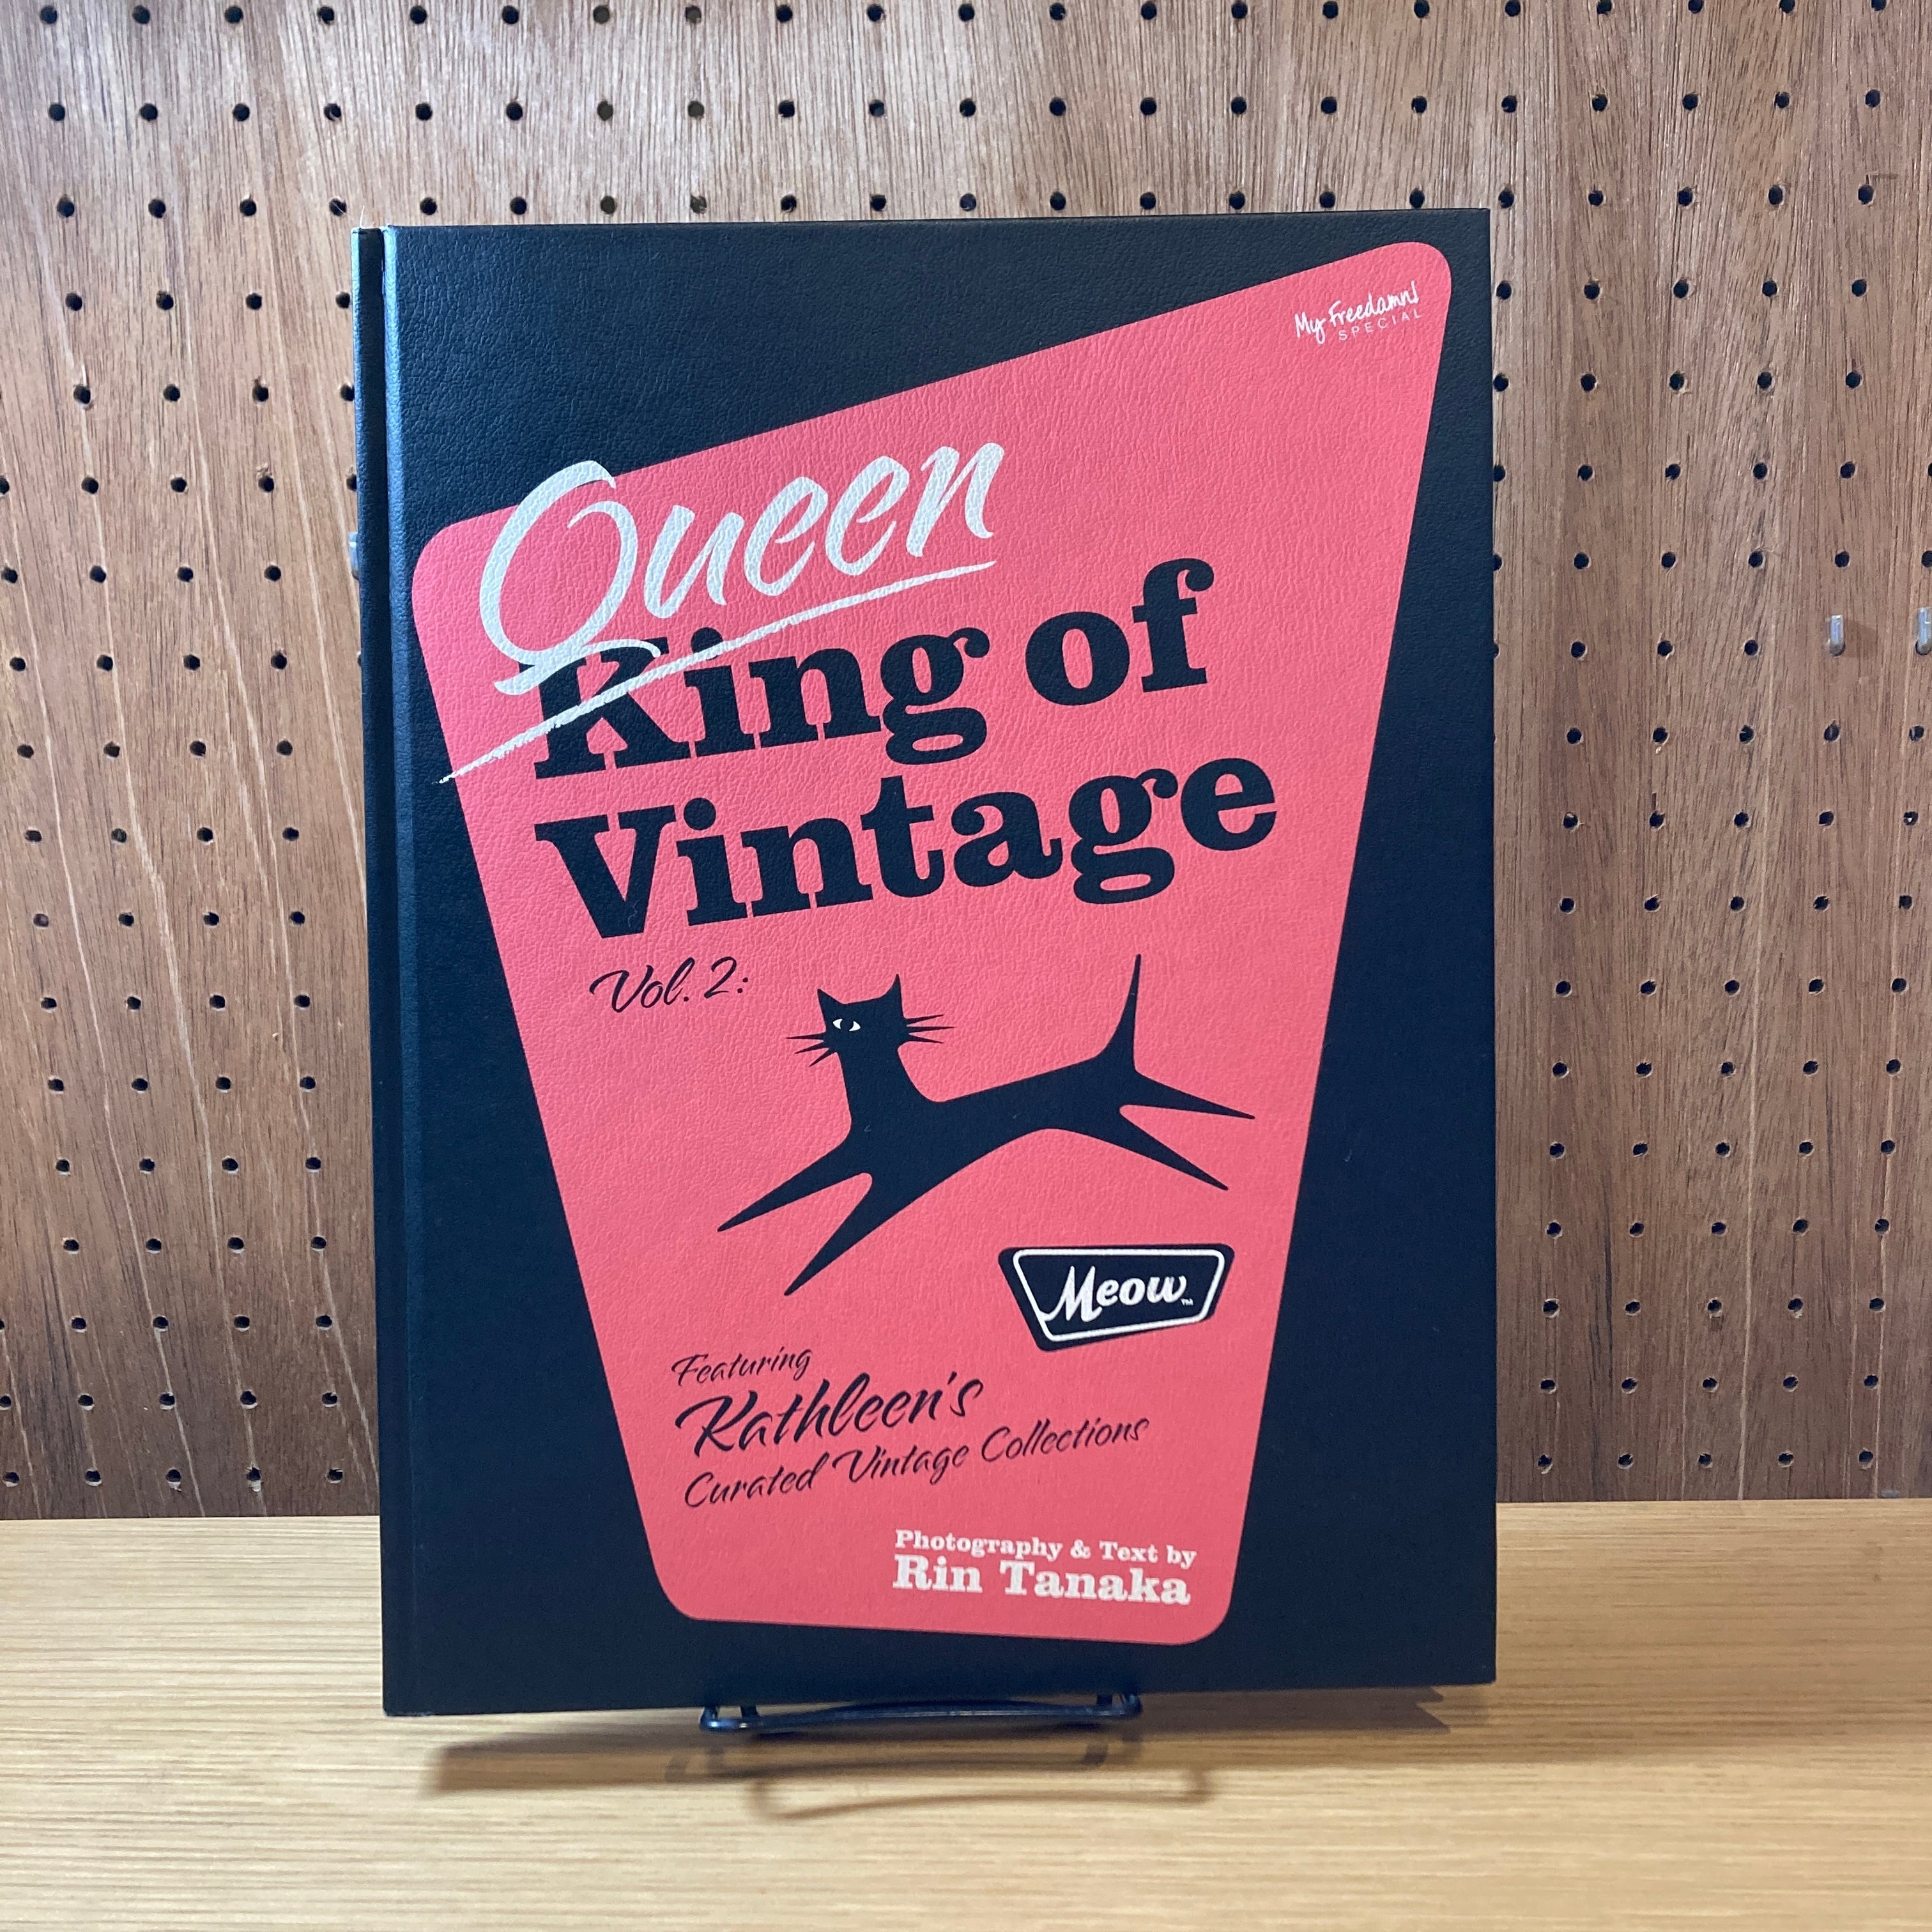 My Freedamn!
SPECIAL
Queen
King of
Vintage
Vol. 2:
Meow™
Featuring
Kathleen's
Curated Vintage Collections
Photography & Text by
Rin Tanaka